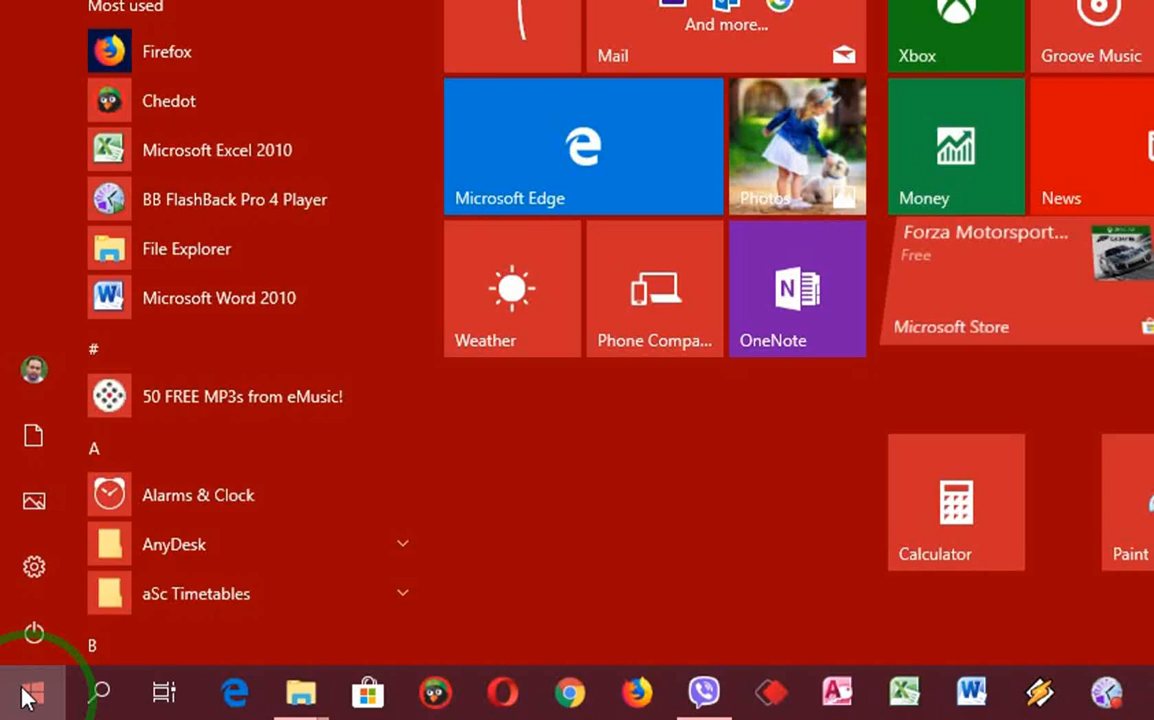 Most used
Firefox
Chedot
Microsoft Excel 2010
BB FlashBack Pro 4 Player
File Explorer
Microsoft Word 2010
#
50 FREE MP3s from eMusic!
A
Alarms & Clock
AnyDesk
aSc Timetables
B
And more...
Mail
Microsoft Edge
Photos
Weather
Phone Compa...
OneNote
Xbox
Groove Music
Money
News
Forza Motorsport...
Free
Microsoft Store
Calculator
Paint